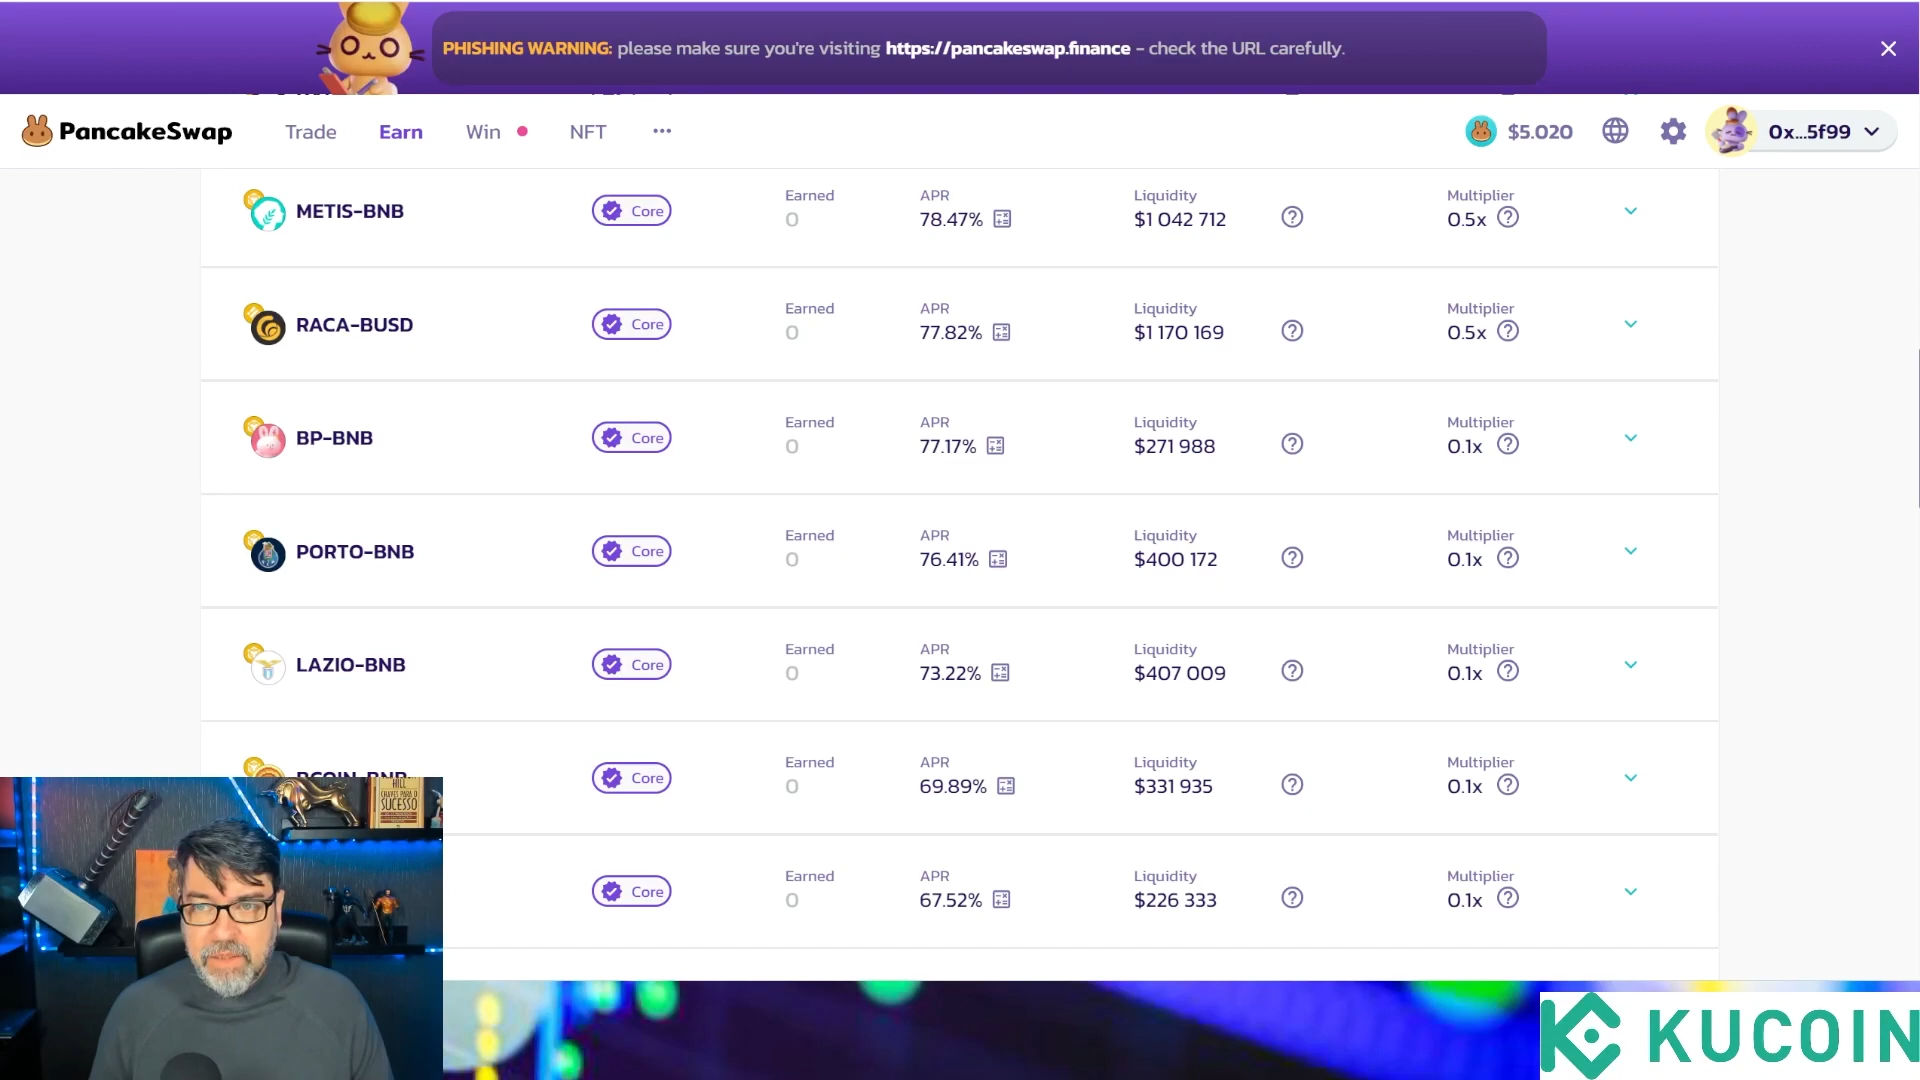 PHISHING WARNING: please make sure you're visiting https://pancakeswap.finance - check the URL carefully.
PancakeSwap Trade Earn Win NFT $5.020 0x...5f99
METIS-BNB Core Earned 0 APR 78.47% Liquidity $1 042 712 Multiplier 0.5x
RACA-BUSD Core Earned 0 APR 77.82% Liquidity $1 170 169 Multiplier 0.5x
BP-BNB Core Earned 0 APR 77.17% Liquidity $271 988 Multiplier 0.1x
PORTO-BNB Core Earned 0 APR 76.41% Liquidity $400 172 Multiplier 0.1x
LAZIO-BNB Core Earned 0 APR 73.22% Liquidity $407 009 Multiplier 0.1x
Core Earned 0 APR 69.89% Liquidity $331 935 Multiplier 0.1x
Core Earned 0 APR 67.52% Liquidity $226 333 Multiplier 0.1x
HILL
CHAVES PARA O
SUCESSO
KUCOIN